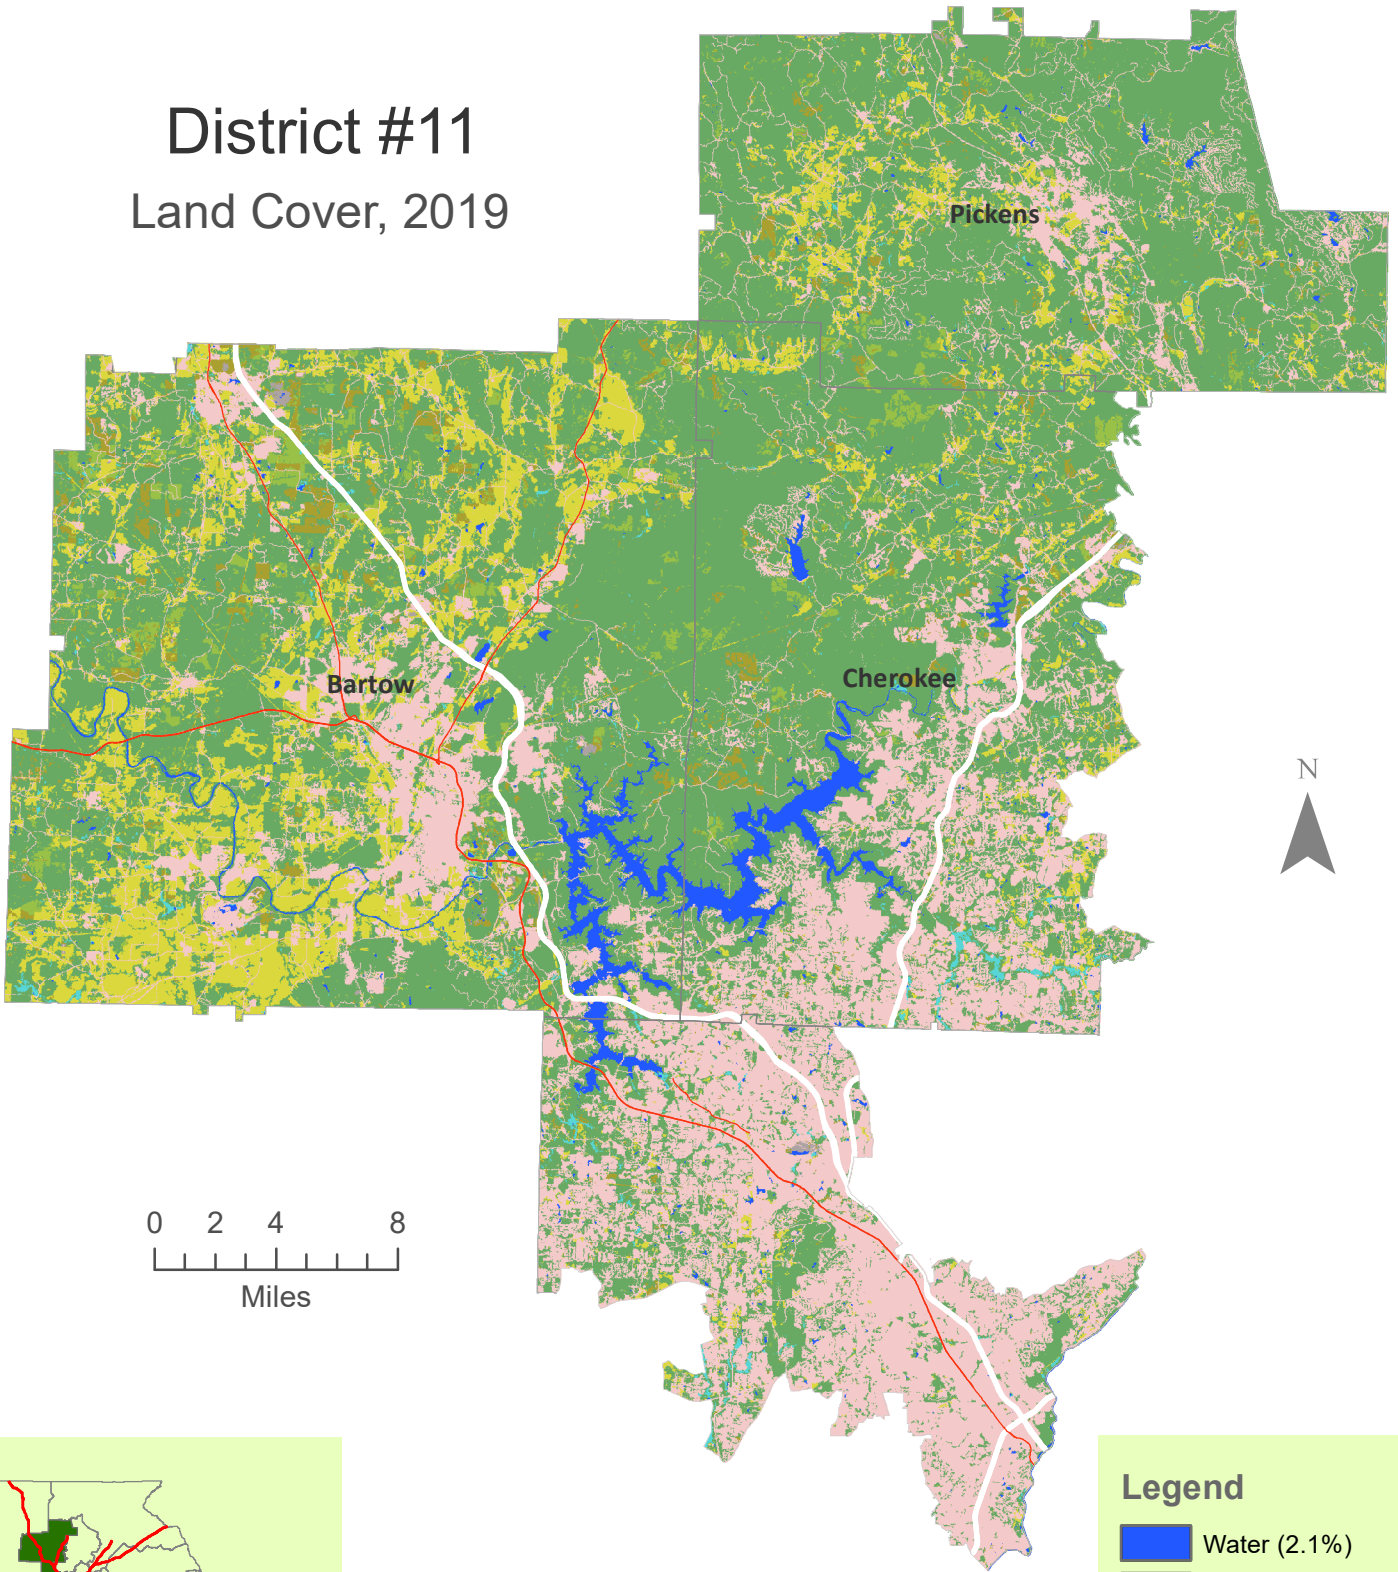 District #11
Land Cover, 2019
Pickens
Bartow
Cherokee
N
0 2 4 8
Miles
Legend
Water (2.1%)